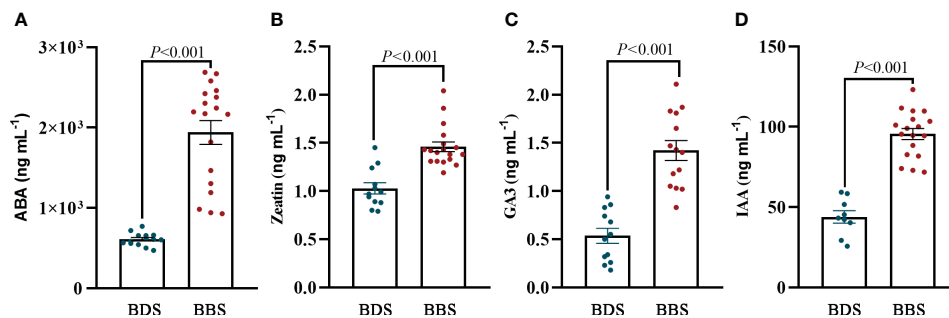 A
ABA (ng mL⁻¹)
3×10³
2×10³
1×10³
0
P<0.001
BDS
BBS
B
Zeatin (ng mL⁻¹)
2.5
2.0
1.5
1.0
0.5
0.0
P<0.001
BDS
BBS
C
GA3 (ng mL⁻¹)
2.5
2.0
1.5
1.0
0.5
0.0
P<0.001
BDS
BBS
D
IAA (ng mL⁻¹)
150
100
50
0
P<0.001
BDS
BBS